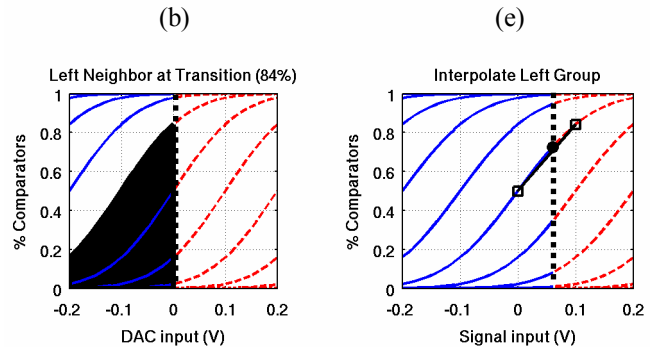 (b)
(e)
Left Neighbor at Transition (84%)
Interpolate Left Group
% Comparators
1
0.8
0.6
0.4
0.2
0
-0.2
-0.1
0
0.1
0.2
DAC input (V)
% Comparators
1
0.8
0.6
0.4
0.2
0
-0.2
-0.1
0
0.1
0.2
Signal input (V)